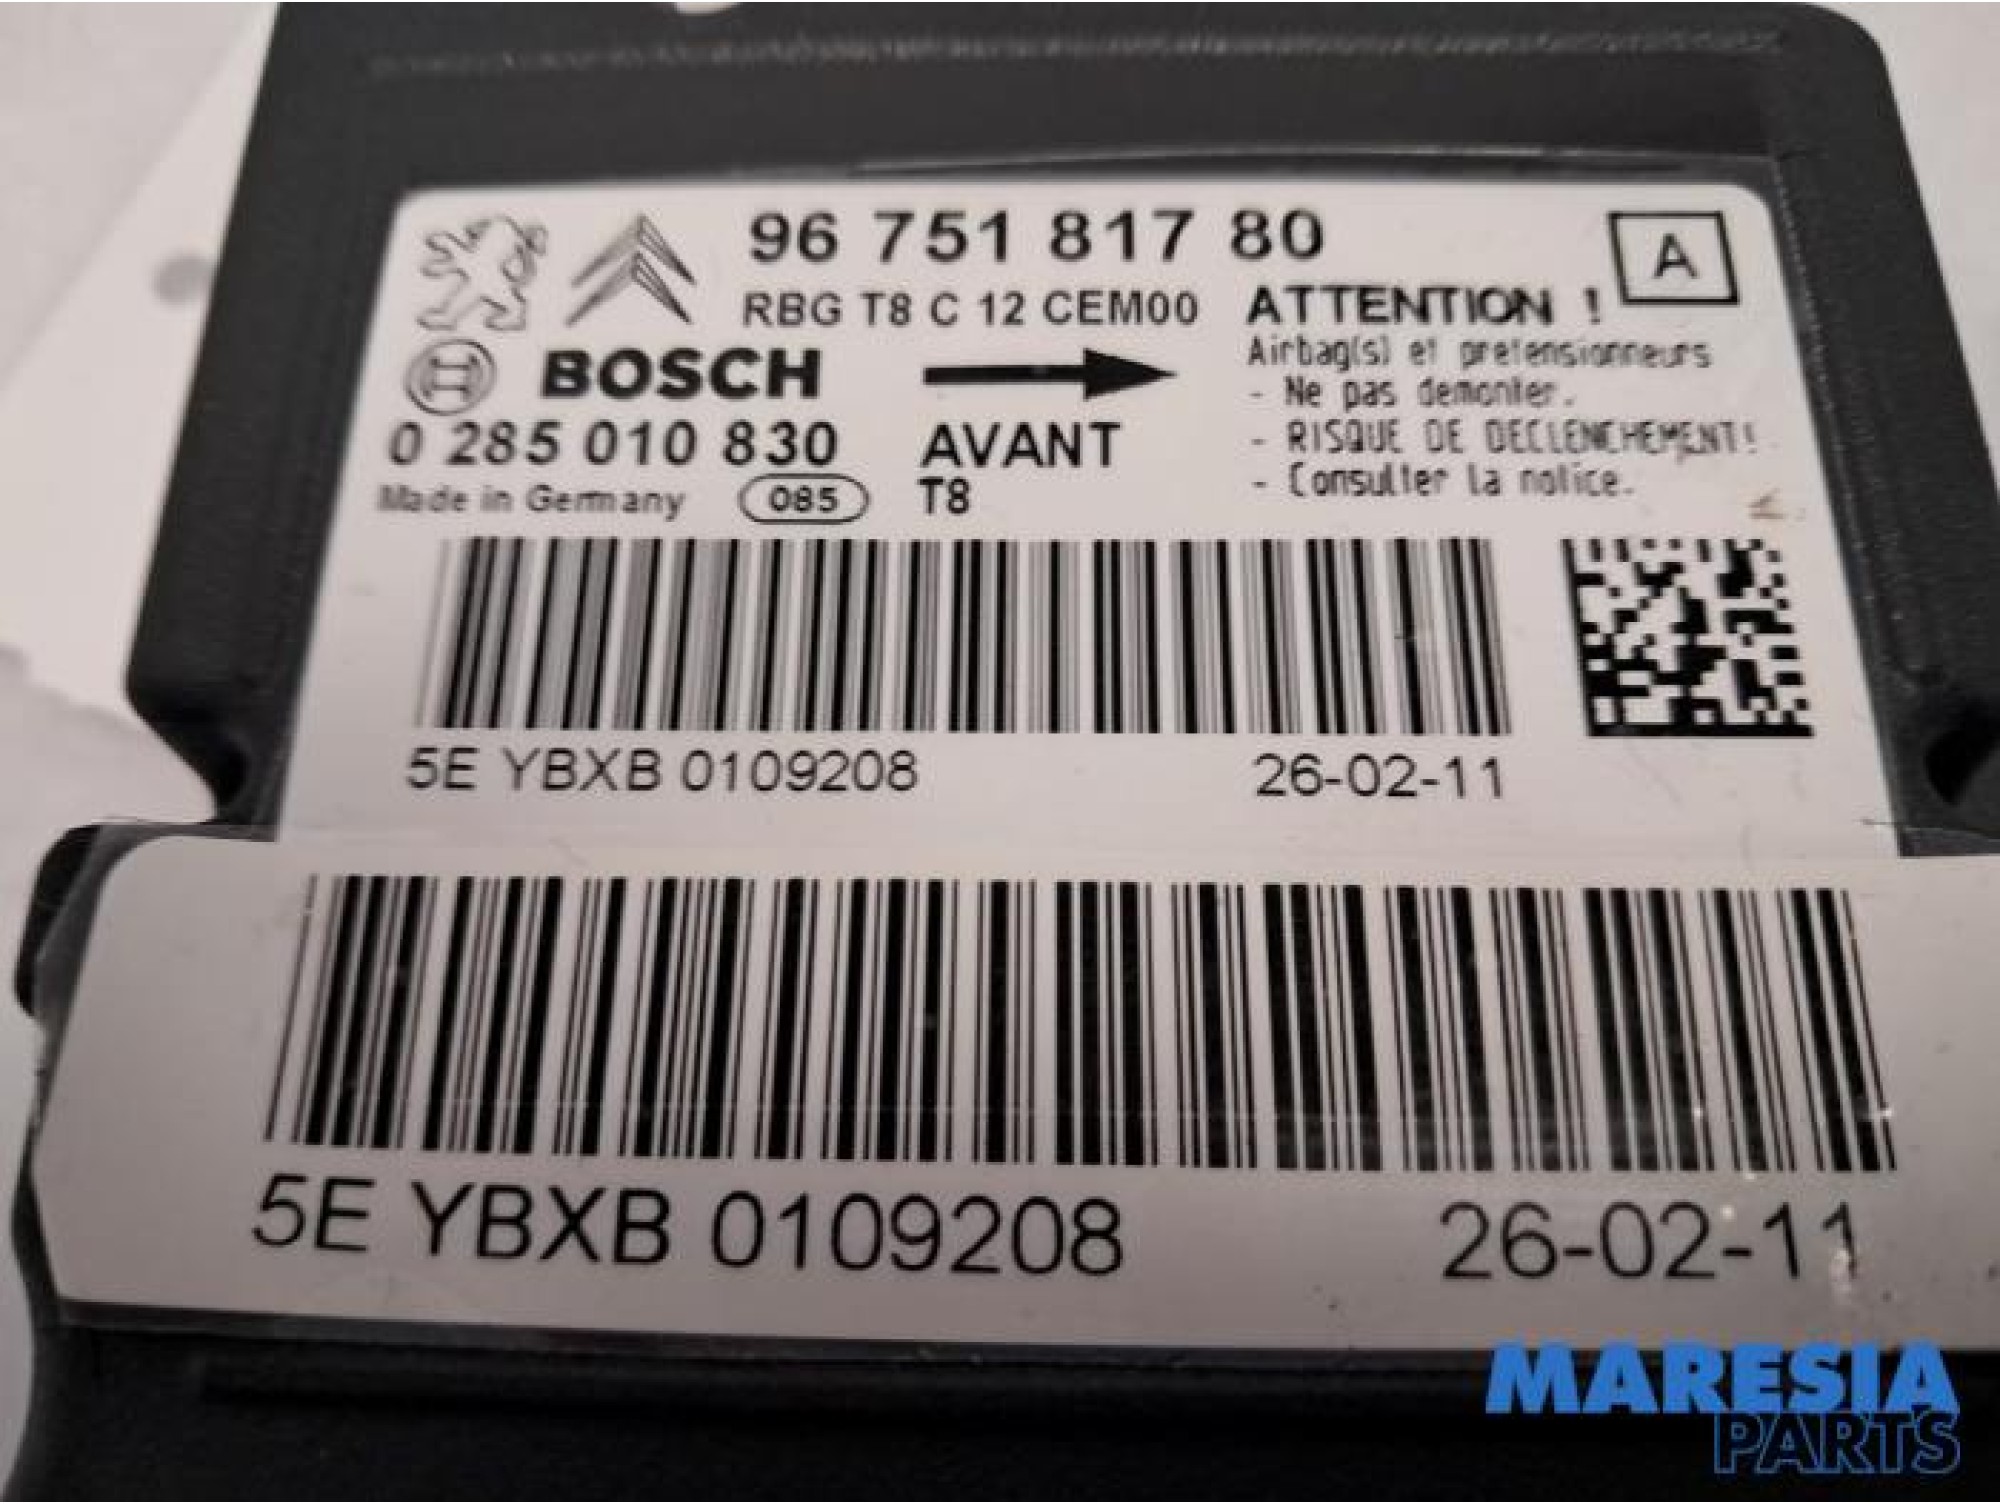 96 751 817 80
A
RBG T8 C 12 CEM00
ATTENTION !
Airbag(s) et pretensionneurs
- Ne pas demonter.
- RISQUE DE DECLENCHEMENT!
- Consulter la notice.
BOSCH
0 285 010 830
AVANT
Made in Germany
085
T8
5E YBXB 0109208
26-02-11
5E YBXB 0109208
26-02-11
MARESIA
PARTS